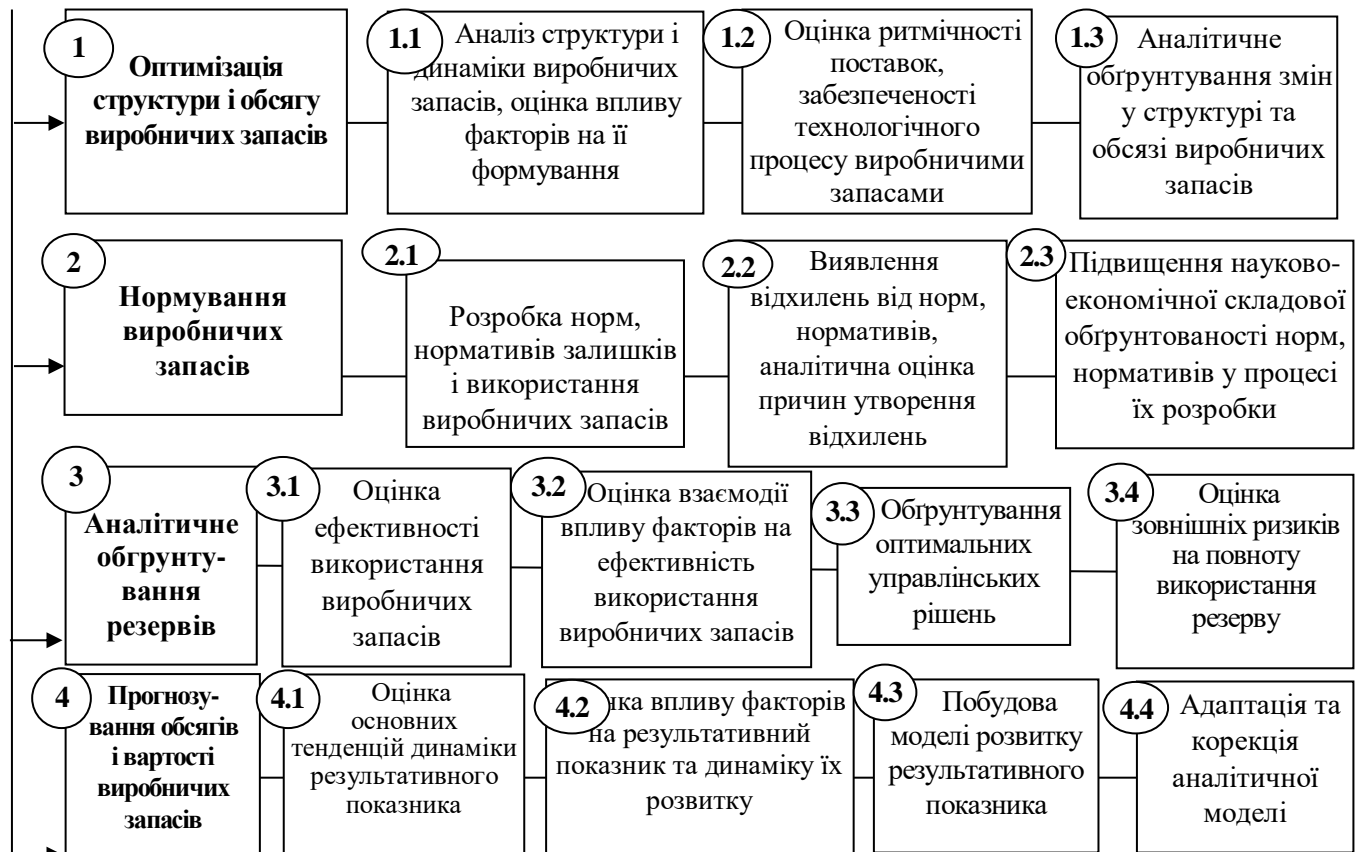 1
Оптимізація
структури і обсягу
виробничих запасів
1.1
Аналіз структури і
динаміки виробничих
запасів, оцінка впливу
факторів на її
формування
1.2
Оцінка ритмічності
поставок,
забезпеченості
технологічного
процесу виробничими
запасами
1.3
Аналітичне
обґрунтування змін
у структурі та
обсязі виробничих
запасів
2
Нормування
виробничих
запасів
2.1
Розробка норм,
нормативів залишків
і використання
виробничих запасів
2.2
Виявлення
відхилень від норм,
нормативів,
аналітична оцінка
причин утворення
відхилень
2.3
Підвищення науково-
економічної складової
обґрунтованості норм,
нормативів у процесі
їх розробки
3
Аналітичне
обгрунту-
вання
резервів
3.1
Оцінка
ефективності
використання
виробничих
запасів
3.2
Оцінка взаємодії
впливу факторів на
ефективність
використання
виробничих запасів
3.3
Обґрунтування
оптимальних
управлінських
рішень
3.4
Оцінка
зовнішніх ризиків
на повноту
використання
резерву
4
Прогнозу-
вання обсягів
і вартості
виробничих
запасів
4.1
Оцінка
основних
тенденцій динаміки
результативного
показника
4.2
нка впливу факторів
на результативний
показник та динаміку їх
розвитку
4.3
Побудова
моделі розвитку
результативного
показника
4.4
Адаптація та
корекція
аналітичної
моделі